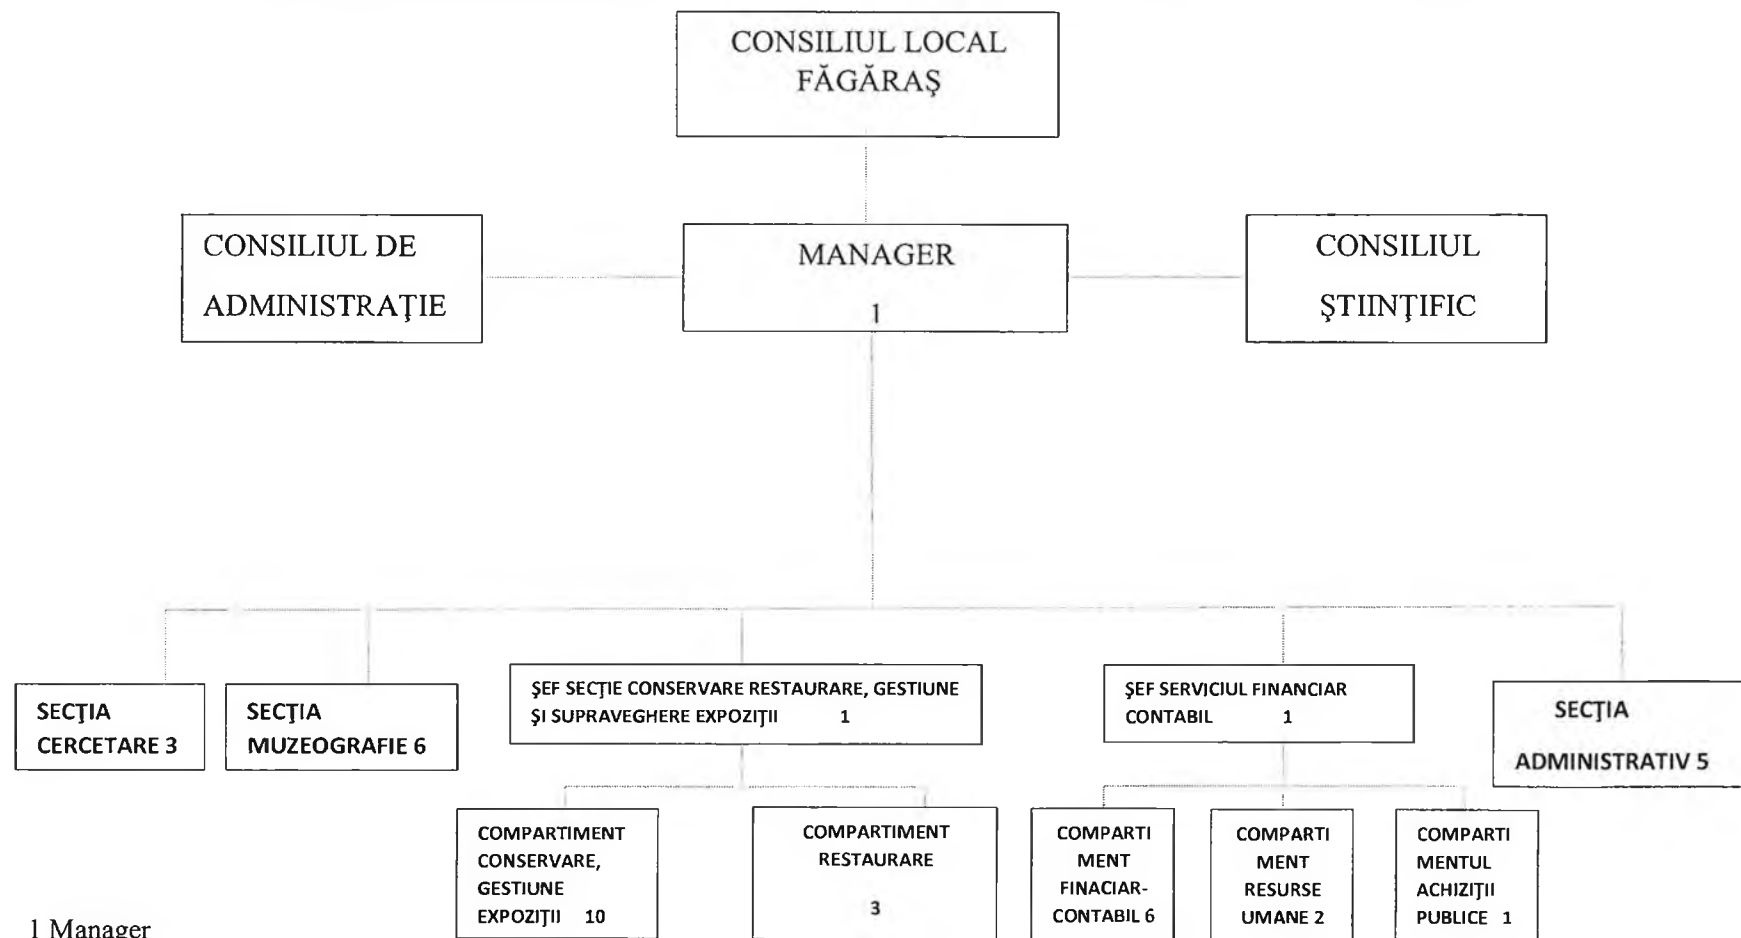 CONSILIUL LOCAL
FĂGĂRAŞ
CONSILIUL DE
ADMINISTRAŢIE
MANAGER
1
CONSILIUL
ŞTIINŢIFIC
SECŢIA
CERCETARE 3
SECŢIA
MUZEOGRAFIE 6
ŞEF SECŢIE CONSERVARE RESTAURARE, GESTIUNE
ŞI SUPRAVEGHERE EXPOZIŢII 1
ŞEF SERVICIUL FINANCIAR
CONTABIL 1
SECŢIA
ADMINISTRATIV 5
COMPARTIMENT
CONSERVARE,
GESTIUNE
EXPOZIŢII 10
COMPARTIMENT
RESTAURARE
3
COMPARTI
MENT
FINACIAR-
CONTABIL 6
COMPARTI
MENT
RESURSE
UMANE 2
COMPARTI
MENTUL
ACHIZIŢII
PUBLICE 1
1 Manager